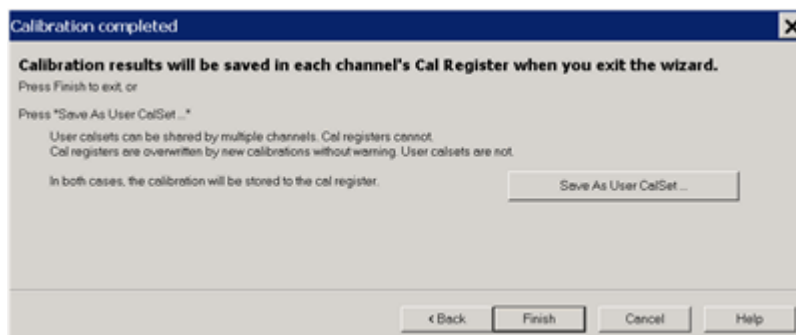 Calibration completed
Calibration results will be saved in each channel's Cal Register when you exit the wizard.
Press Finish to exit, or
Press "Save As User CalSet..."
User calsets can be shared by multiple channels. Cal registers cannot.
Cal registers are overwritten by new calibrations without warning. User calsets are not.
In both cases, the calibration will be stored to the cal register.
Save As User CalSet...
< Back
Finish
Cancel
Help